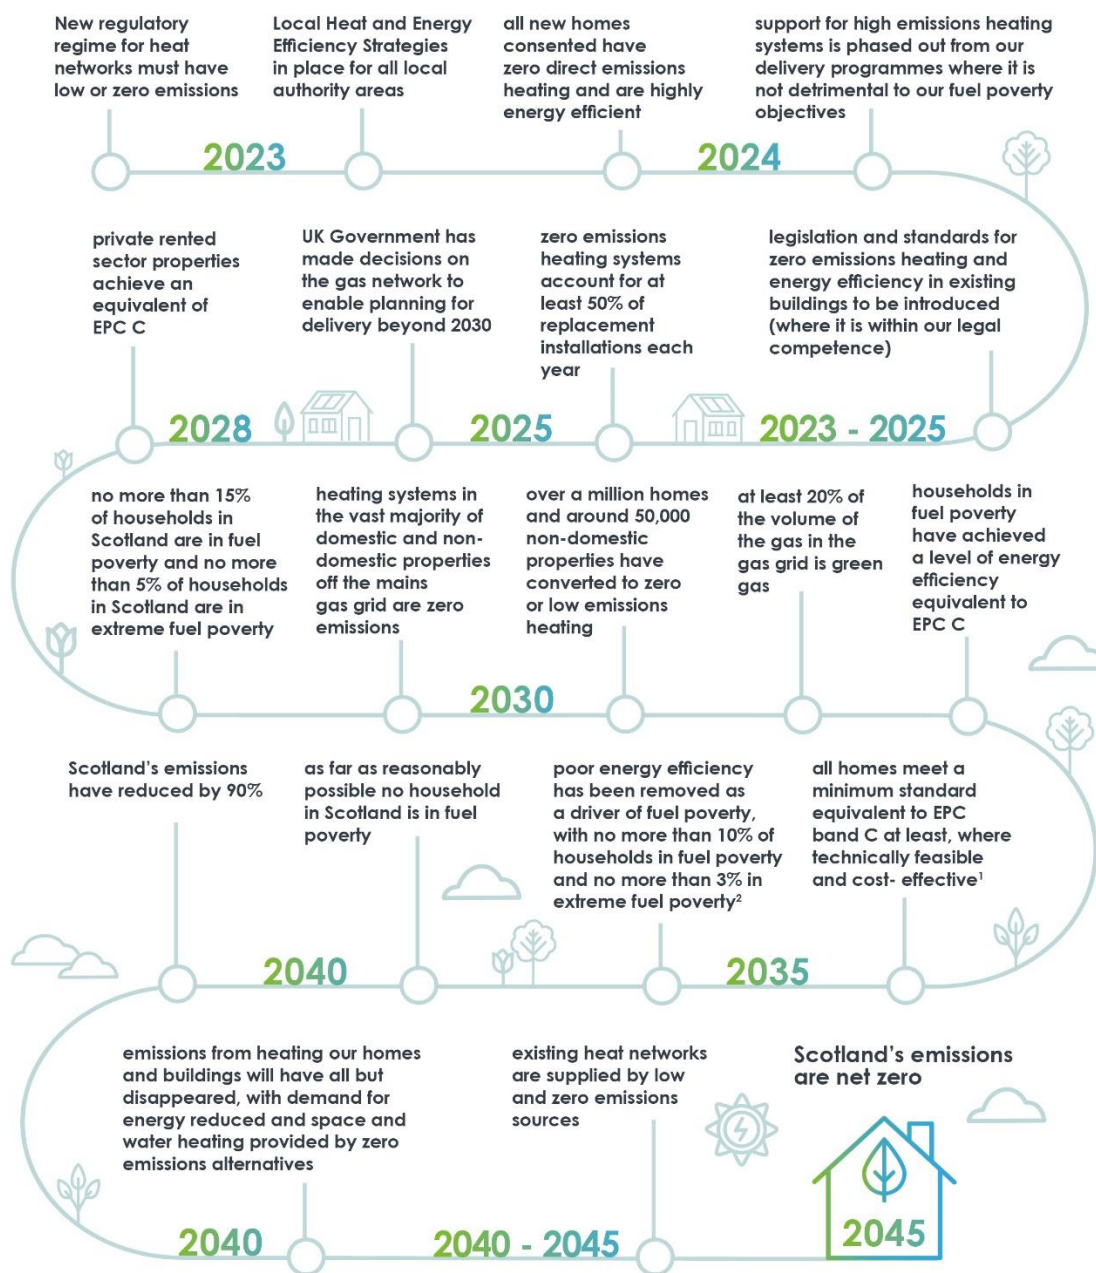 New regulatory
regime for heat
networks must have
low or zero emissions
Local Heat and Energy
Efficiency Strategies
in place for all local
authority areas
all new homes
consented have
zero direct emissions
heating and are highly
energy efficient
support for high emissions heating
systems is phased out from our
delivery programmes where it is
not detrimental to our fuel poverty
objectives
2023
2024
private rented
sector properties
achieve an
equivalent of
EPC C
UK Government has
made decisions on
the gas network to
enable planning for
delivery beyond 2030
zero emissions
heating systems
account for at
least 50% of
replacement
installations each
year
legislation and standards for
zero emissions heating and
energy efficiency in existing
buildings to be introduced
(where it is within our legal
competence)
2028
2025
2023 - 2025
no more than 15%
of households in
Scotland are in fuel
poverty and no more
than 5% of households
in Scotland are in
extreme fuel poverty
heating systems in
the vast majority of
domestic and non-
domestic properties
off the mains
gas grid are zero
emissions
over a million homes
and around 50,000
non-domestic
properties have
converted to zero
or low emissions
heating
at least 20% of
the volume of
the gas in the
gas grid is green
gas
households in
fuel poverty
have achieved
a level of energy
efficiency
equivalent to
EPC C
2030
Scotland's emissions
have reduced by 90%
as far as reasonably
possible no household
in Scotland is in fuel
poverty
poor energy efficiency
has been removed as
a driver of fuel poverty,
with no more than 10% of
households in fuel poverty
and no more than 3% in
extreme fuel poverty²
all homes meet a
minimum standard
equivalent to EPC
band C at least, where
technically feasible
and cost- effective¹
2040
2035
emissions from heating our homes
and buildings will have all but
disappeared, with demand for
energy reduced and space and
water heating provided by zero
emissions alternatives
existing heat networks
are supplied by low
and zero emissions
sources
Scotland's emissions
are net zero
2040
2040 - 2045
2045